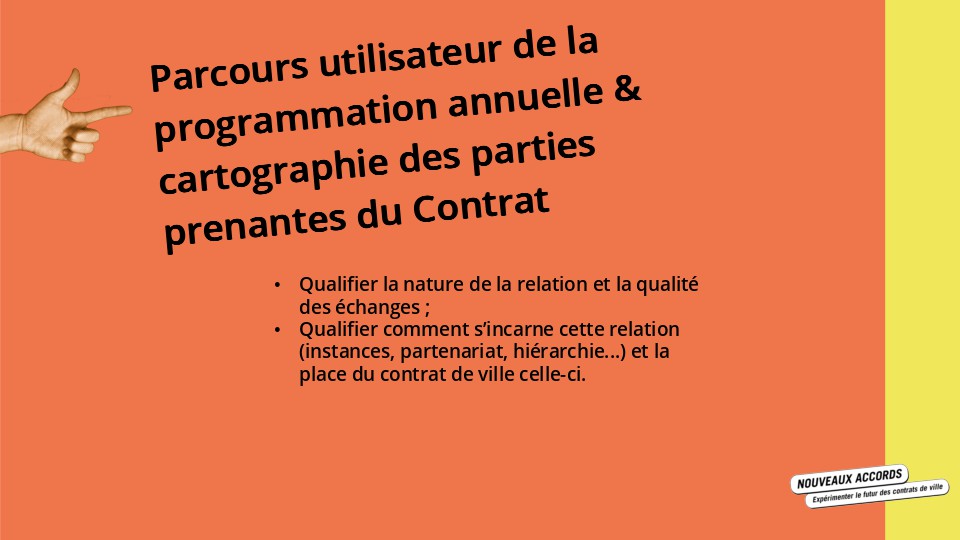 Parcours utilisateur de la
programmation annuelle &
cartographie des parties
prenantes du Contrat
• Qualifier la nature de la relation et la qualité
des échanges ;
• Qualifier comment s’incarne cette relation
(instances, partenariat, hiérarchie...) et la
place du contrat de ville celle-ci.
NOUVEAUX ACCORDS
Expérimenter le futur des contrats de ville